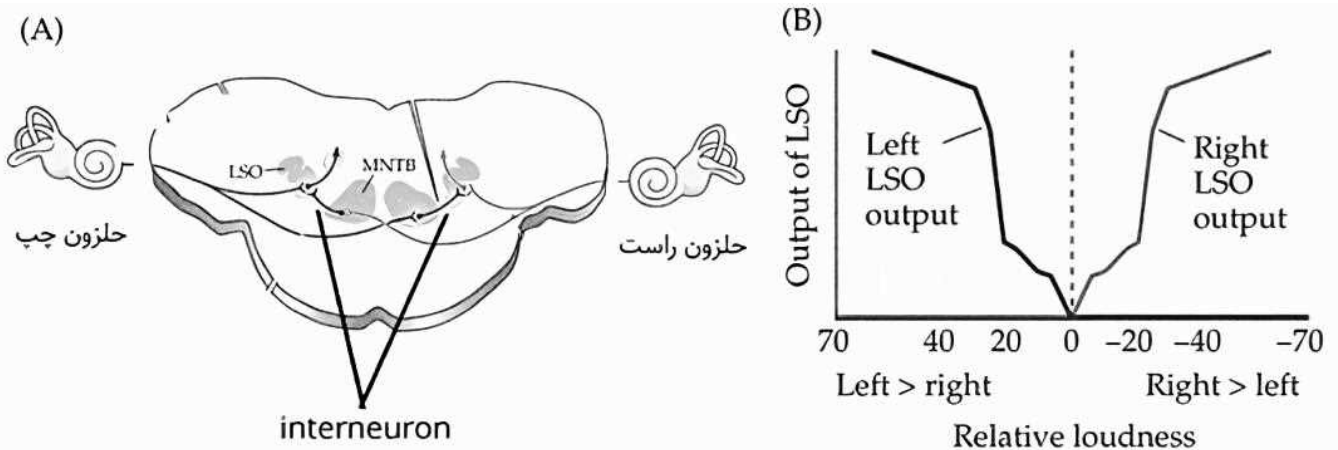 (A)
LSO
MNTB
حلزون چپ
حلزون راست
interneuron
(B)
Output of LSO
Left
LSO
output
Right
LSO
output
70 40 20 0 −20 −40 −70
Left > right Right > left
Relative loudness